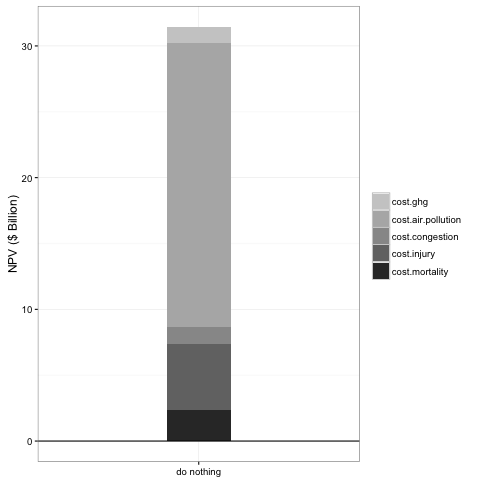 NPV ($ Billion)
30
20
10
0
do nothing
cost.ghg
cost.air.pollution
cost.congestion
cost.injury
cost.mortality